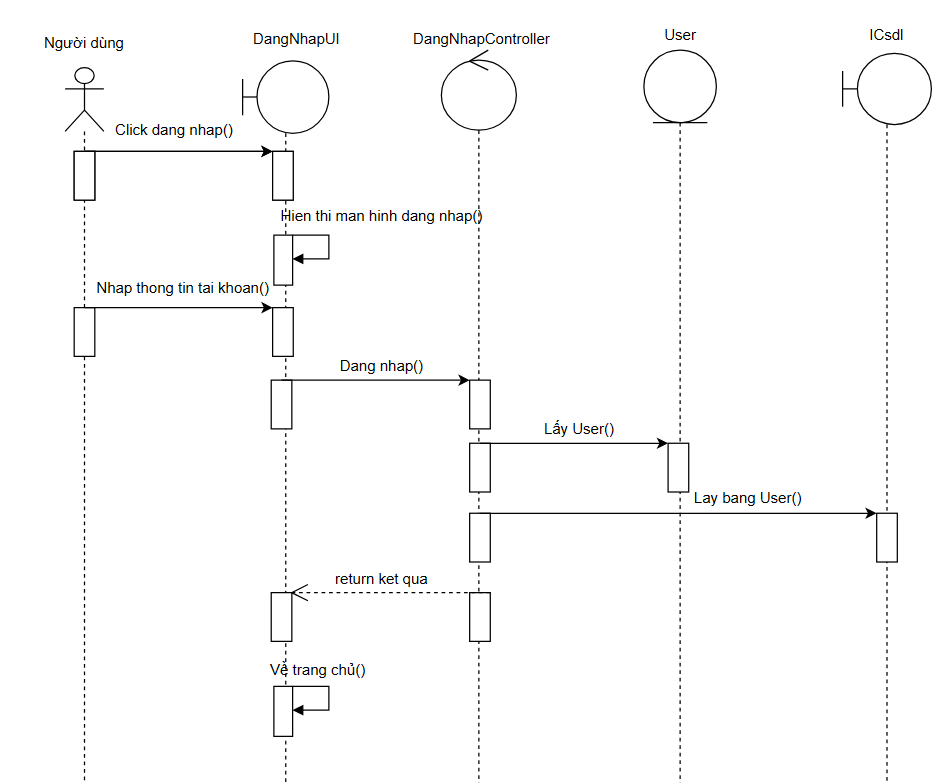 Người dùng
DangNhapUI
DangNhapController
User
ICsdl
Click dang nhap()
Hien thi man hinh dang nhap()
Nhap thong tin tai khoan()
Dang nhap()
Lấy User()
Lay bang User()
return ket qua
Về trang chủ()